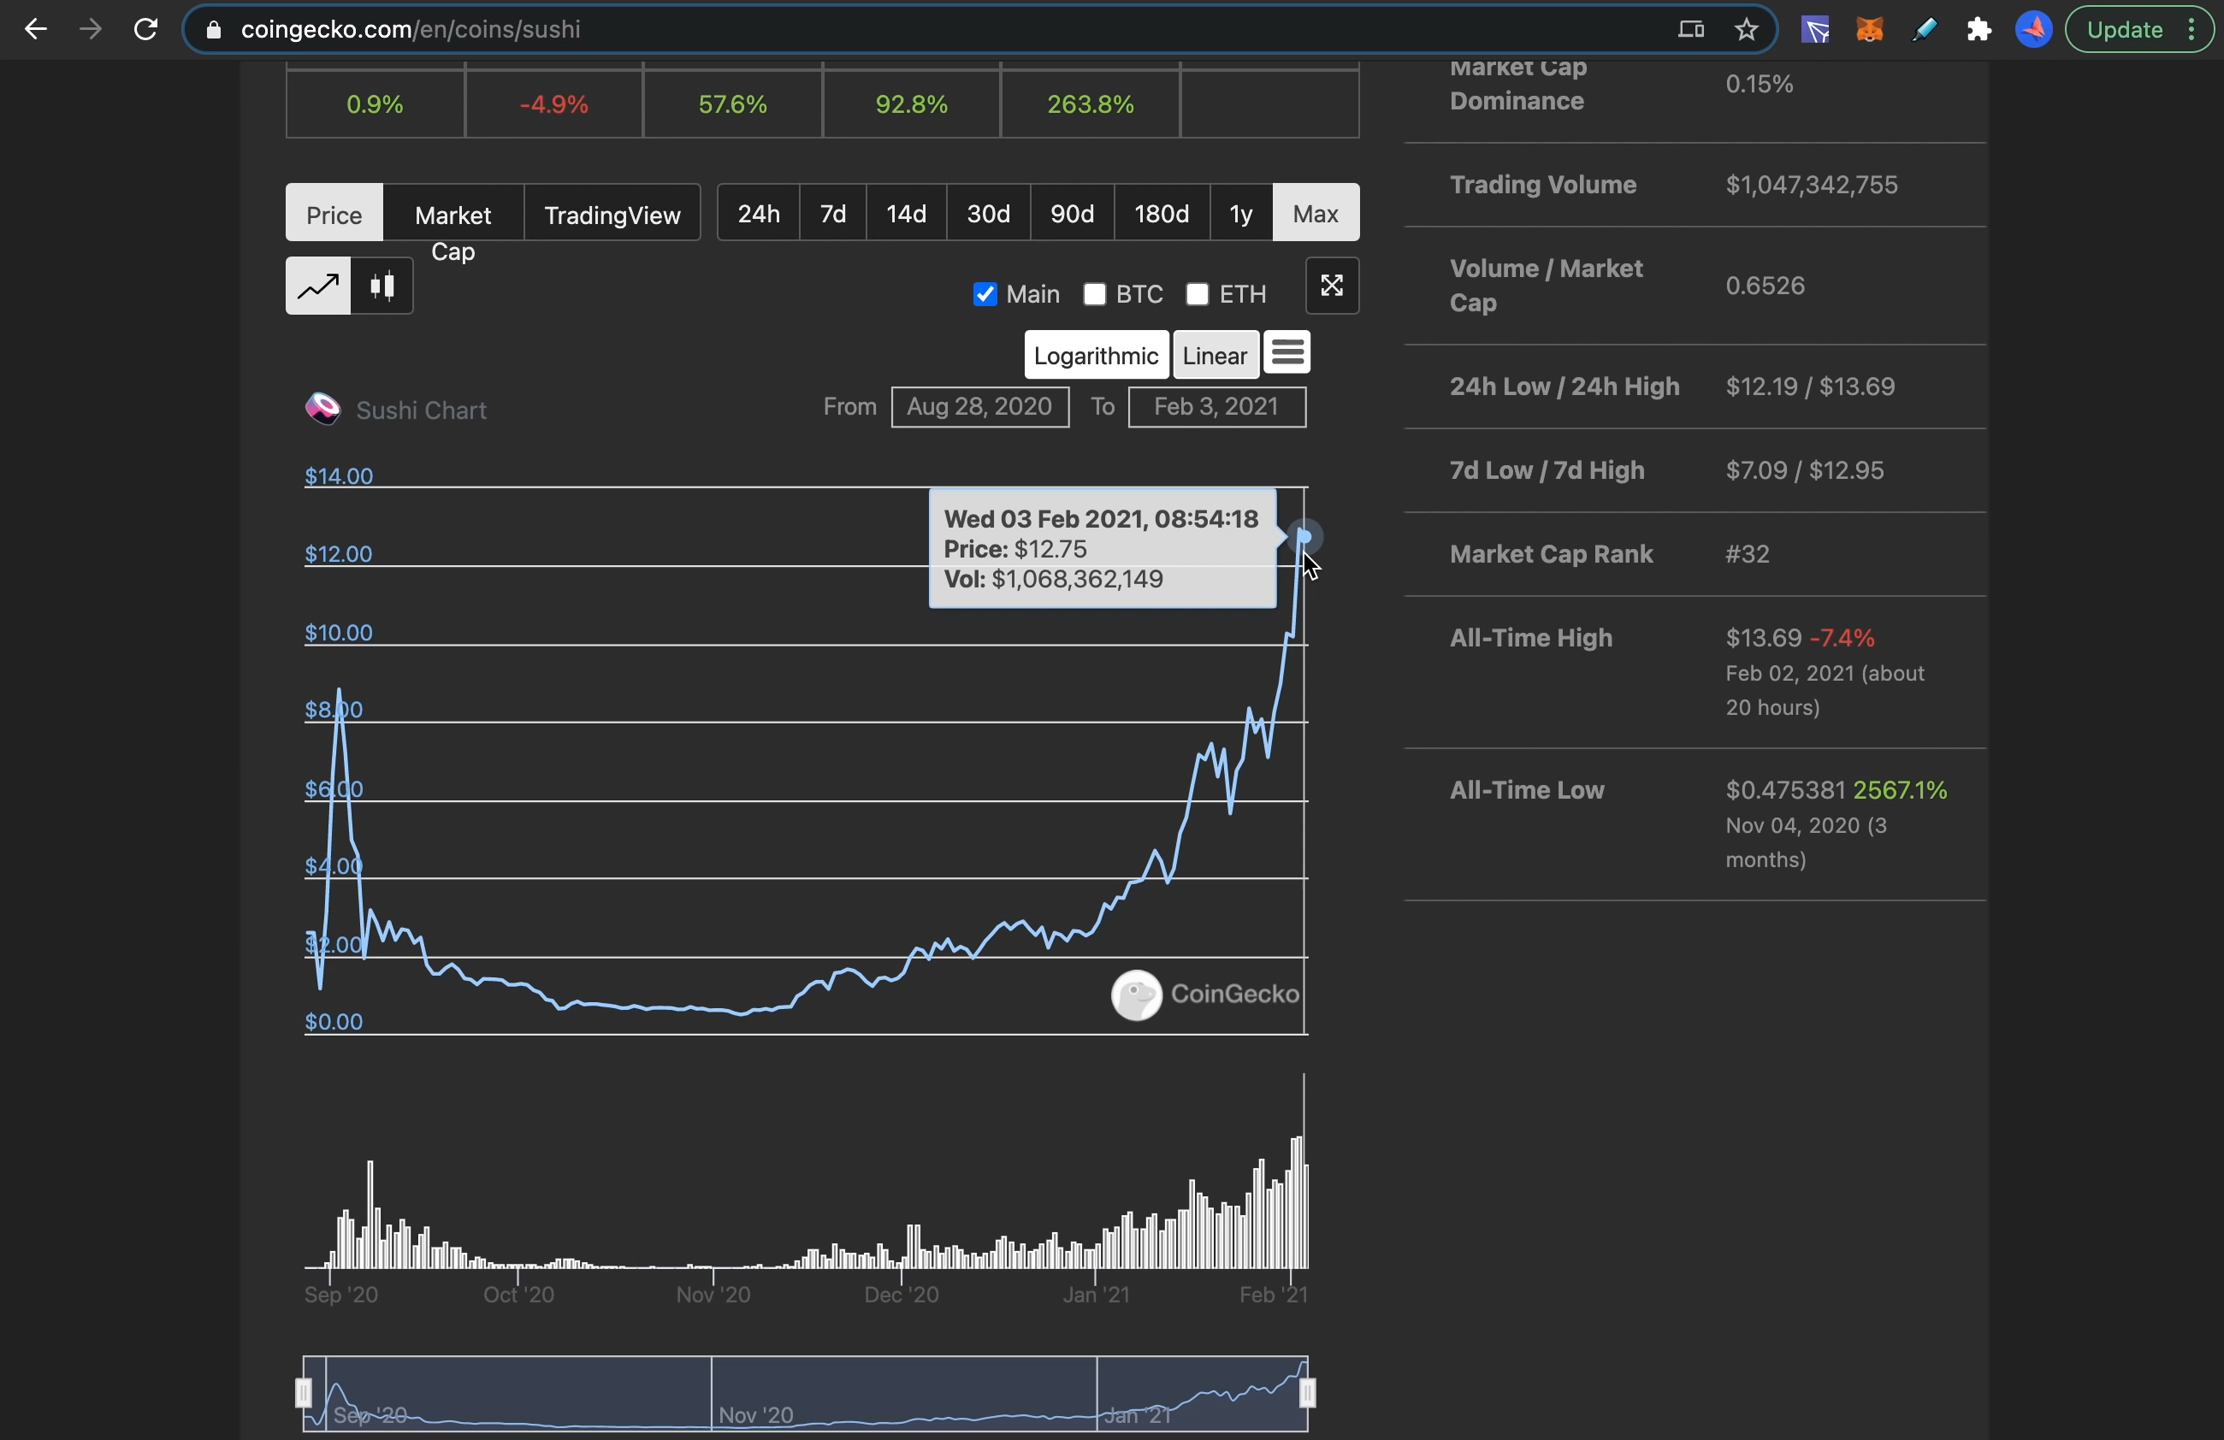 coingecko.com/en/coins/sushi
Update
0.9% -4.9% 57.6% 92.8% 263.8%
Price Market Cap TradingView 24h 7d 14d 30d 90d 180d 1y Max
Main BTC ETH
Logarithmic Linear
Sushi Chart From Aug 28, 2020 To Feb 3, 2021
$14.00
Wed 03 Feb 2021, 08:54:18
Price: $12.75
Vol: $1,068,362,149
$12.00
$10.00
$8.00
$6.00
$4.00
$2.00
$0.00
CoinGecko
Sep '20 Oct '20 Nov '20 Dec '20 Jan '21 Feb '21
Sep '20 Nov '20 Jan '21
Market Cap
Dominance 0.15%
Trading Volume $1,047,342,755
Volume / Market
Cap 0.6526
24h Low / 24h High $12.19 / $13.69
7d Low / 7d High $7.09 / $12.95
Market Cap Rank #32
All-Time High $13.69 -7.4%
Feb 02, 2021 (about
20 hours)
All-Time Low $0.475381 2567.1%
Nov 04, 2020 (3
months)